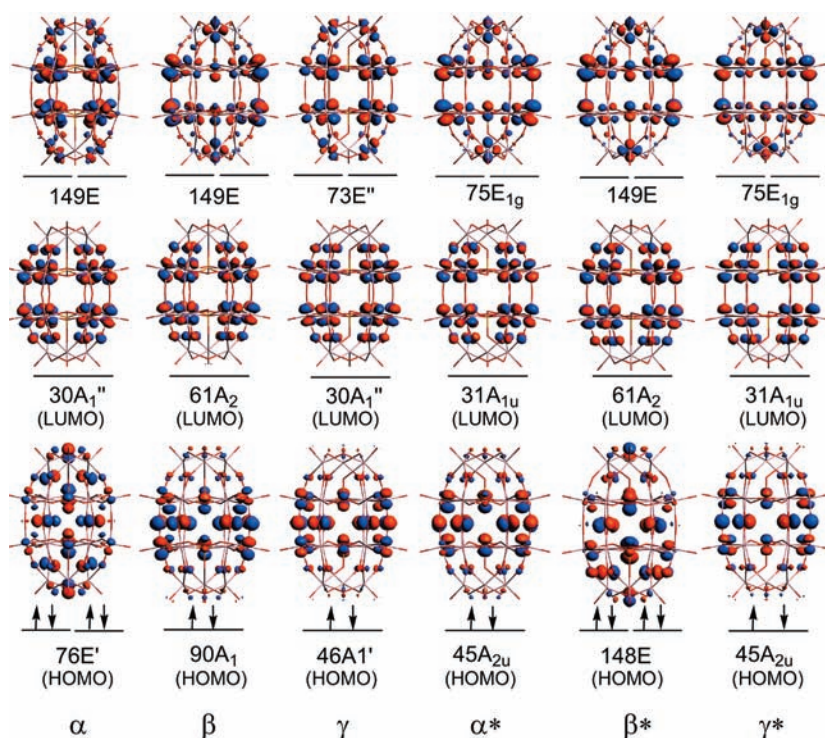 149E 149E 73E" 75E1g 149E 75E1g
30A1" 61A2 30A1" 31A1u 61A2 31A1u
(LUMO) (LUMO) (LUMO) (LUMO) (LUMO) (LUMO)
76E' 90A1 46A1' 45A2u 148E 45A2u
(HOMO) (HOMO) (HOMO) (HOMO) (HOMO) (HOMO)
α β γ α* β* γ*